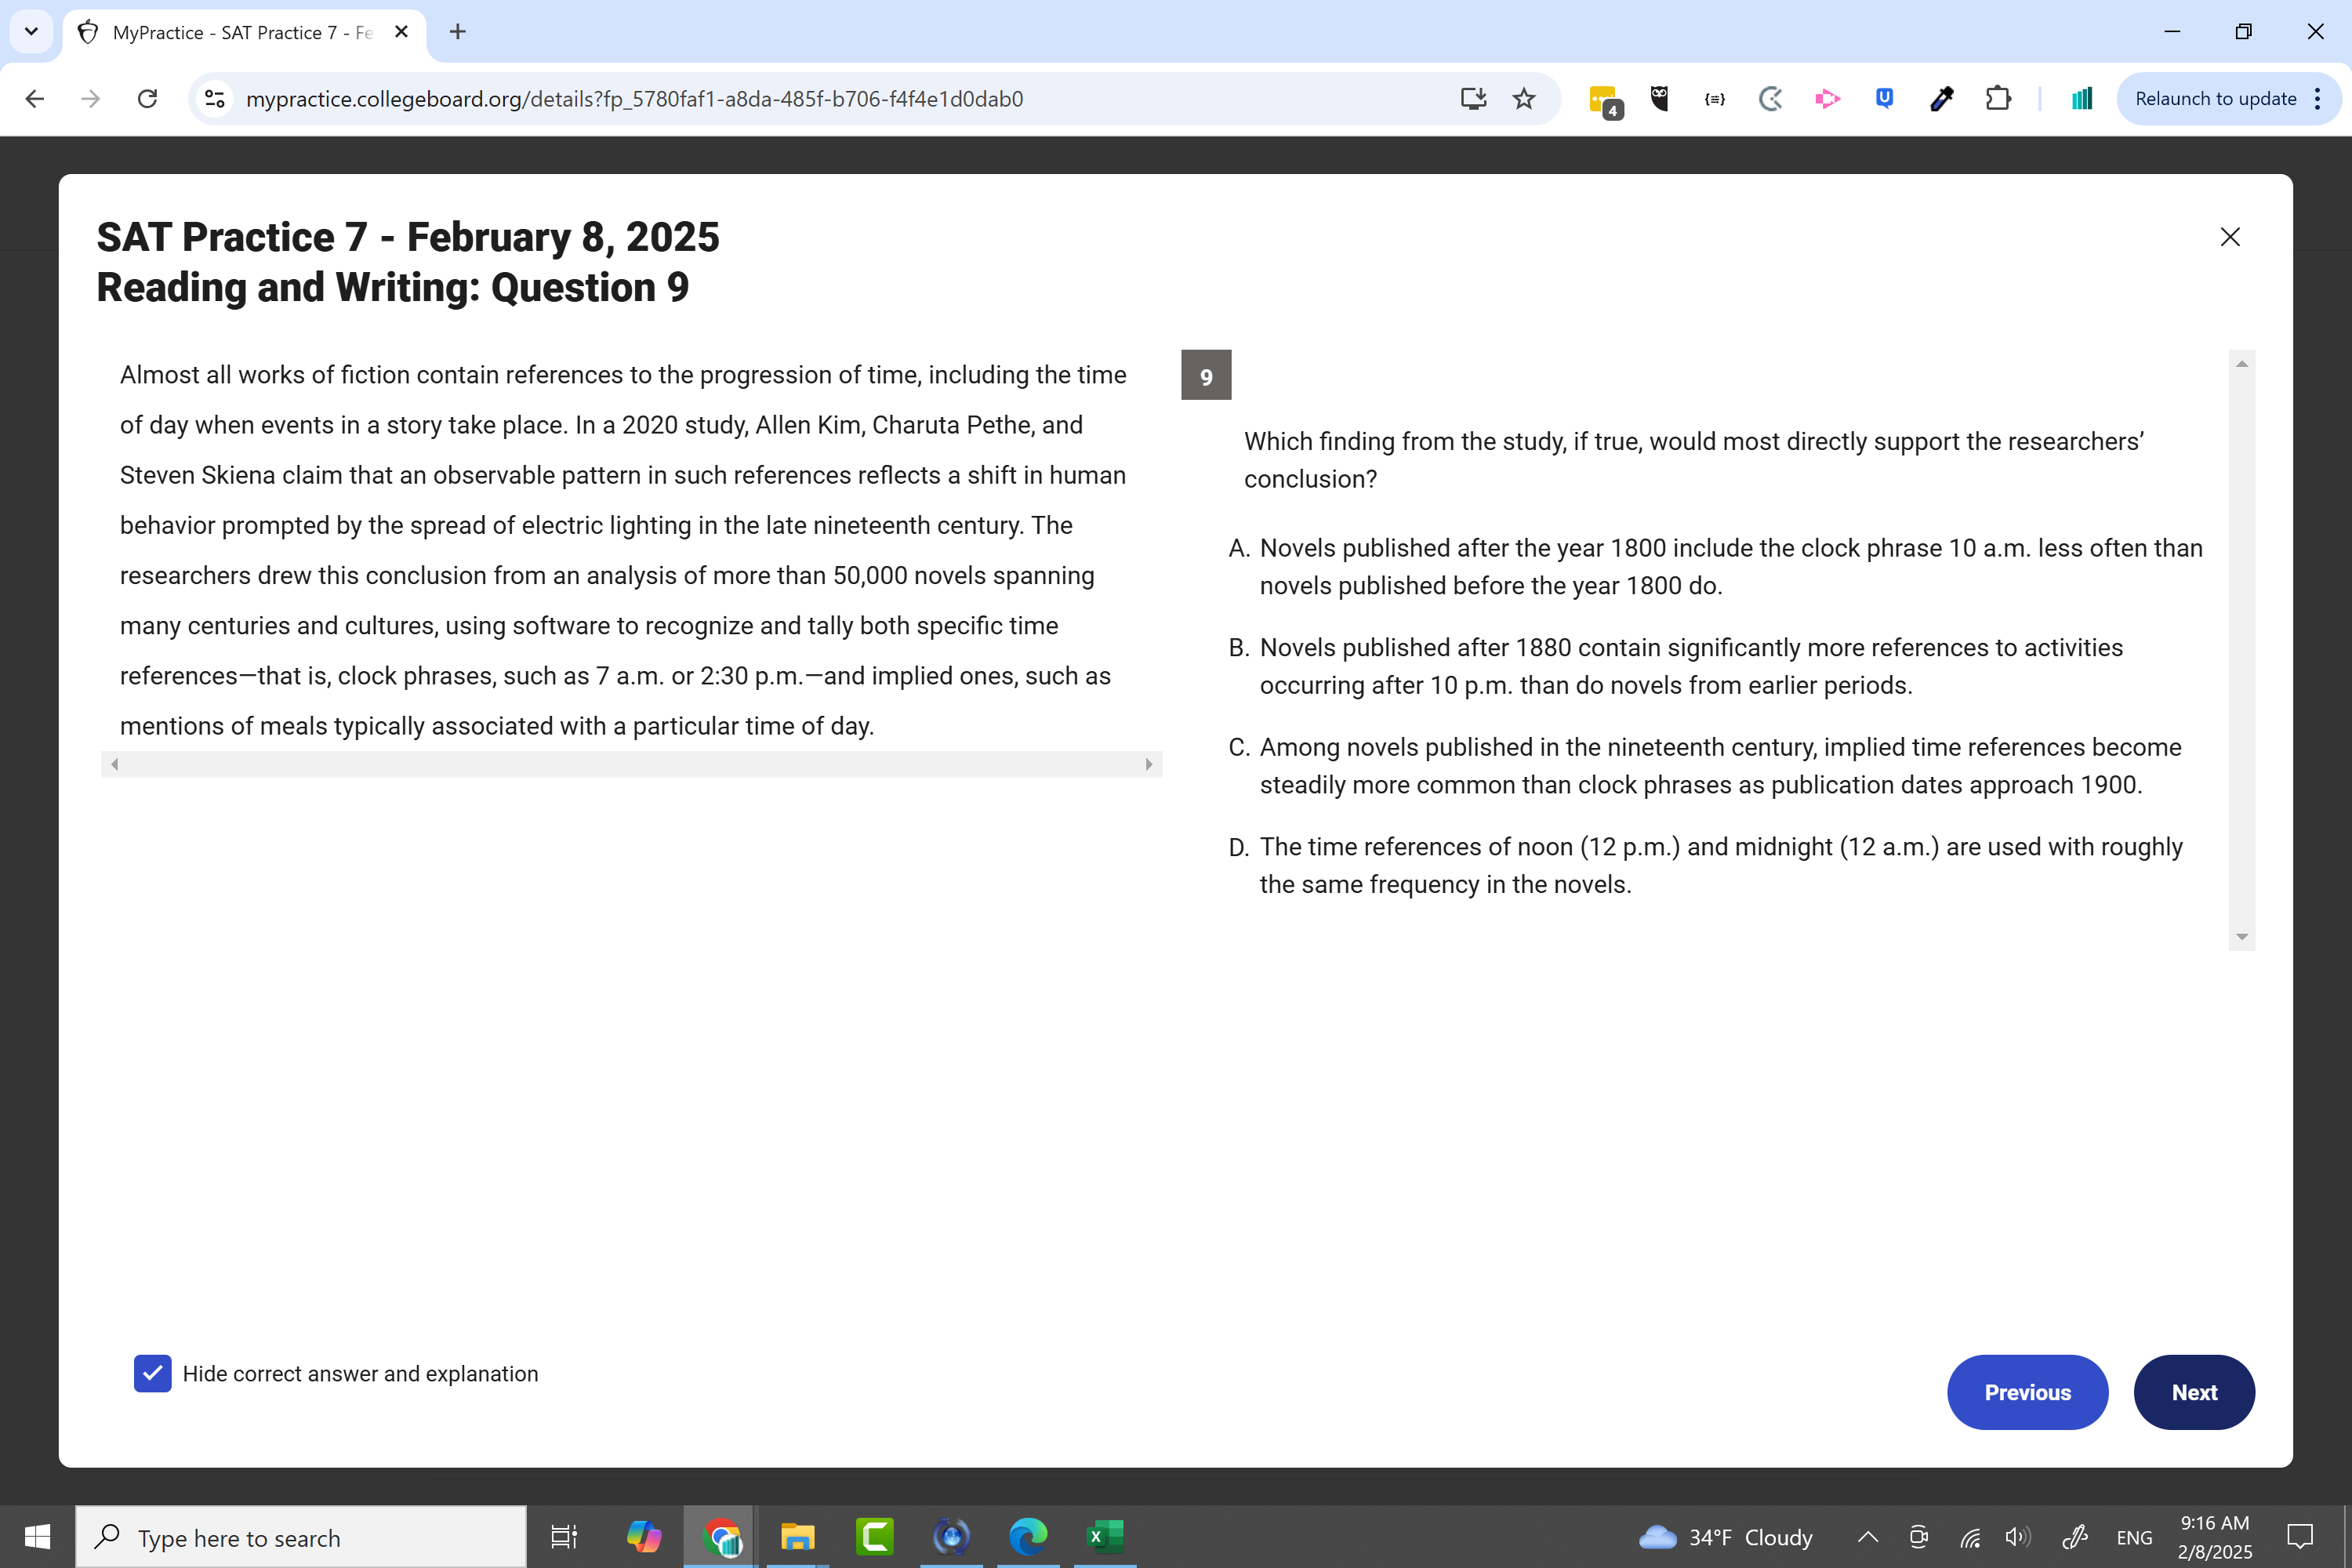 MyPractice - SAT Practice 7 - Fe
mypractice.collegeboard.org/details?fp_5780faf1-a8da-485f-b706-f4f4e1d0dab0
4
Relaunch to update
SAT Practice 7 - February 8, 2025
Reading and Writing: Question 9
Almost all works of fiction contain references to the progression of time, including the time
of day when events in a story take place. In a 2020 study, Allen Kim, Charuta Pethe, and
Steven Skiena claim that an observable pattern in such references reflects a shift in human
behavior prompted by the spread of electric lighting in the late nineteenth century. The
researchers drew this conclusion from an analysis of more than 50,000 novels spanning
many centuries and cultures, using software to recognize and tally both specific time
references—that is, clock phrases, such as 7 a.m. or 2:30 p.m.—and implied ones, such as
mentions of meals typically associated with a particular time of day.
9
Which finding from the study, if true, would most directly support the researchers’
conclusion?
A. Novels published after the year 1800 include the clock phrase 10 a.m. less often than
novels published before the year 1800 do.
B. Novels published after 1880 contain significantly more references to activities
occurring after 10 p.m. than do novels from earlier periods.
C. Among novels published in the nineteenth century, implied time references become
steadily more common than clock phrases as publication dates approach 1900.
D. The time references of noon (12 p.m.) and midnight (12 a.m.) are used with roughly
the same frequency in the novels.
Hide correct answer and explanation
Previous
Next
Type here to search
34°F Cloudy
ENG
9:16 AM
2/8/2025